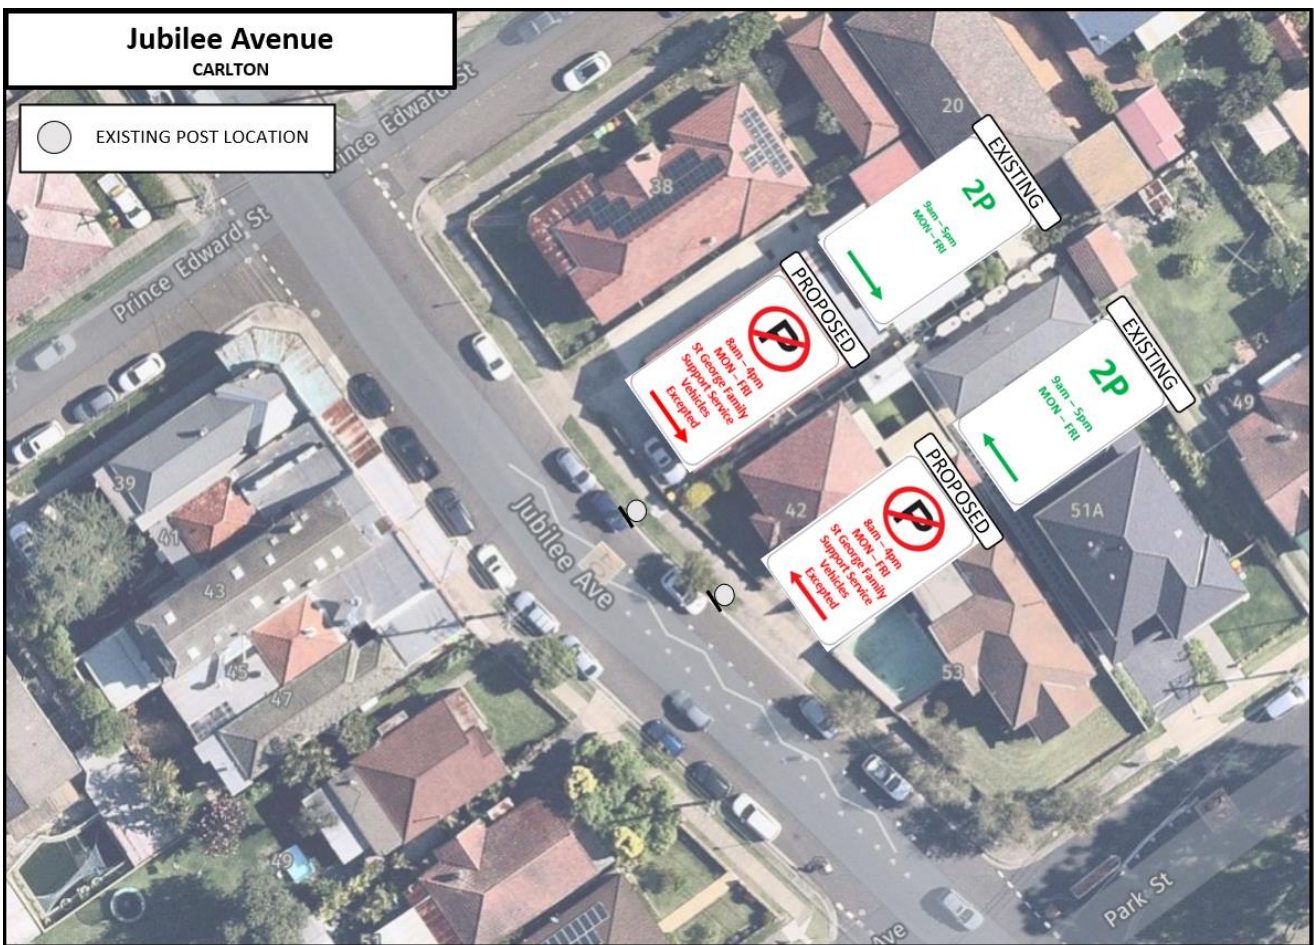 Jubilee Avenue
CARLTON
EXISTING POST LOCATION
Prince Edward St
Prince Edward St
38
20
EXISTING
2P
9am – 5pm
MON – FRI
PROPOSED
P
8am – 4pm
MON – FRI
St George Family
Support Service
Vehicles
Excepted
EXISTING
2P
9am – 5pm
MON – FRI
PROPOSED
P
8am – 4pm
MON – FRI
St George Family
Support Service
Vehicles
Excepted
49
51A
42
53
39
41
43
45
47
49
51
Jubilee Ave
Park St
Ave